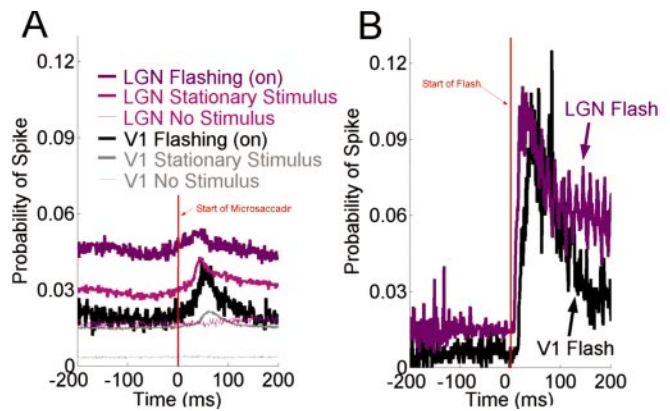 A
LGN Flashing (on)
LGN Stationary Stimulus
LGN No Stimulus
V1 Flashing (on)
V1 Stationary Stimulus
V1 No Stimulus
Start of Microsaccadr
Probability of Spike
0.12
0.09
0.06
0.03
0
-200
-100
0
100
200
Time (ms)
B
Start of Flash
LGN Flash
V1 Flash
Probability of Spike
0.12
0.09
0.06
0.03
0
-200
-100
0
100
200
Time (ms)